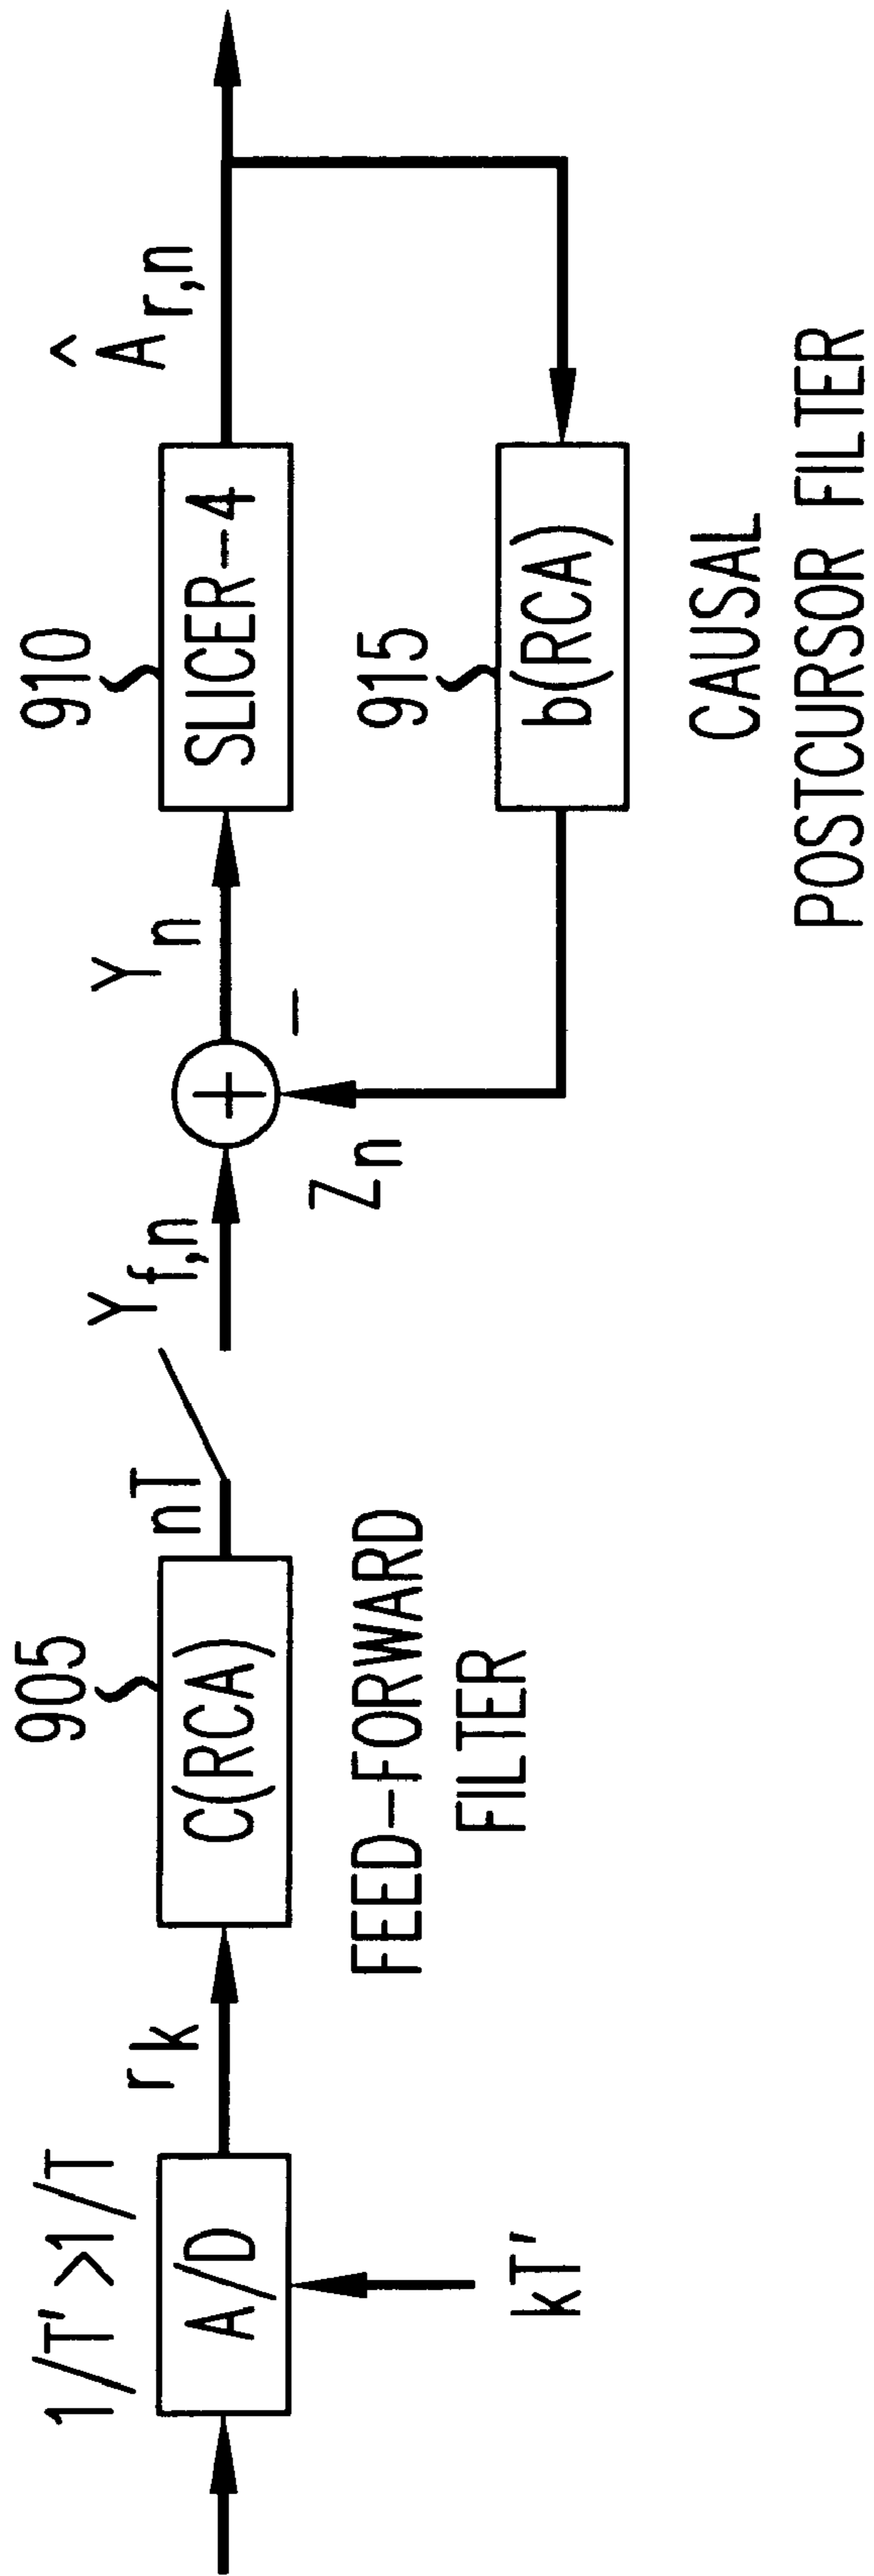 1/T' >1/T
A/D
kT'
r k
905
C(RCA)
FEED-FORWARD
FILTER
nT
Y f,n
+
-
Z n
Y n
910
SLICER-4
^
A r,n
915
b(RCA)
CAUSAL
POSTCURSOR FILTER